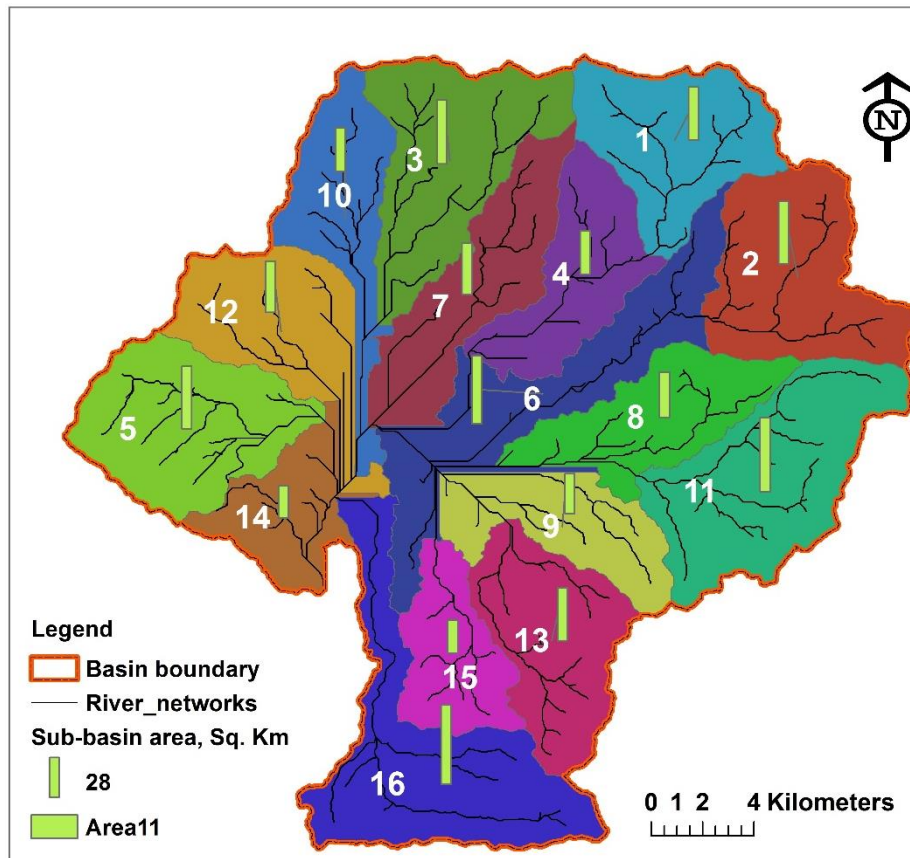 N
1
3
10
2
4
7
12
6
8
5
11
14
9
13
15
16
Legend
Basin boundary
River_networks
Sub-basin area, Sq. Km
28
Area11
0 1 2 4 Kilometers